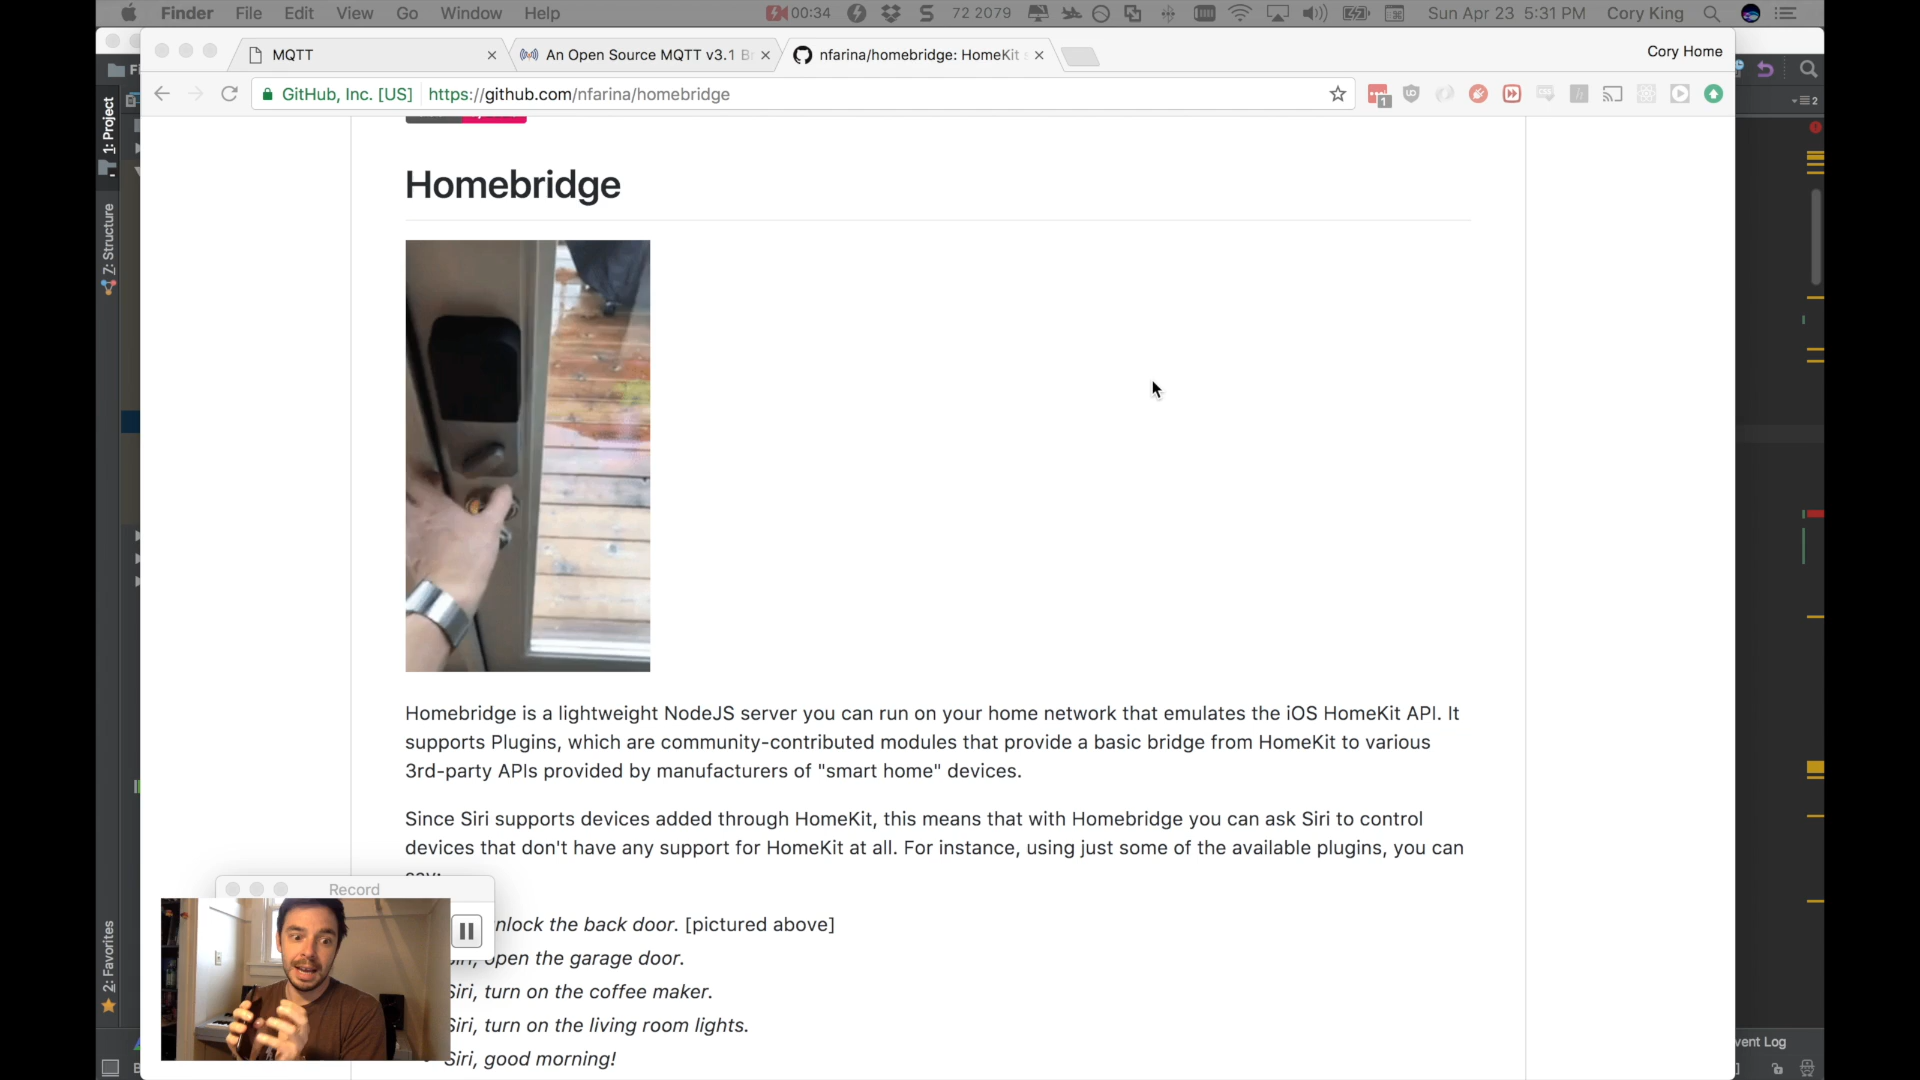 Finder File Edit View Go Window Help 00:34 72 2079 Sun Apr 23 5:31 PM Cory King
MQTT An Open Source MQTT v3.1 Br nfarina/homebridge: HomeKit Cory Home
GitHub, Inc. [US] https://github.com/nfarina/homebridge
1: Project
Z: Structure
2: Favorites
Homebridge
Homebridge is a lightweight NodeJS server you can run on your home network that emulates the iOS HomeKit API. It
supports Plugins, which are community-contributed modules that provide a basic bridge from HomeKit to various
3rd-party APIs provided by manufacturers of "smart home" devices.
Since Siri supports devices added through HomeKit, this means that with Homebridge you can ask Siri to control
devices that don't have any support for HomeKit at all. For instance, using just some of the available plugins, you can
Record
nlock the back door. [pictured above]
open the garage door.
Siri, turn on the coffee maker.
Siri, turn on the living room lights.
Siri, good morning!
vent Log